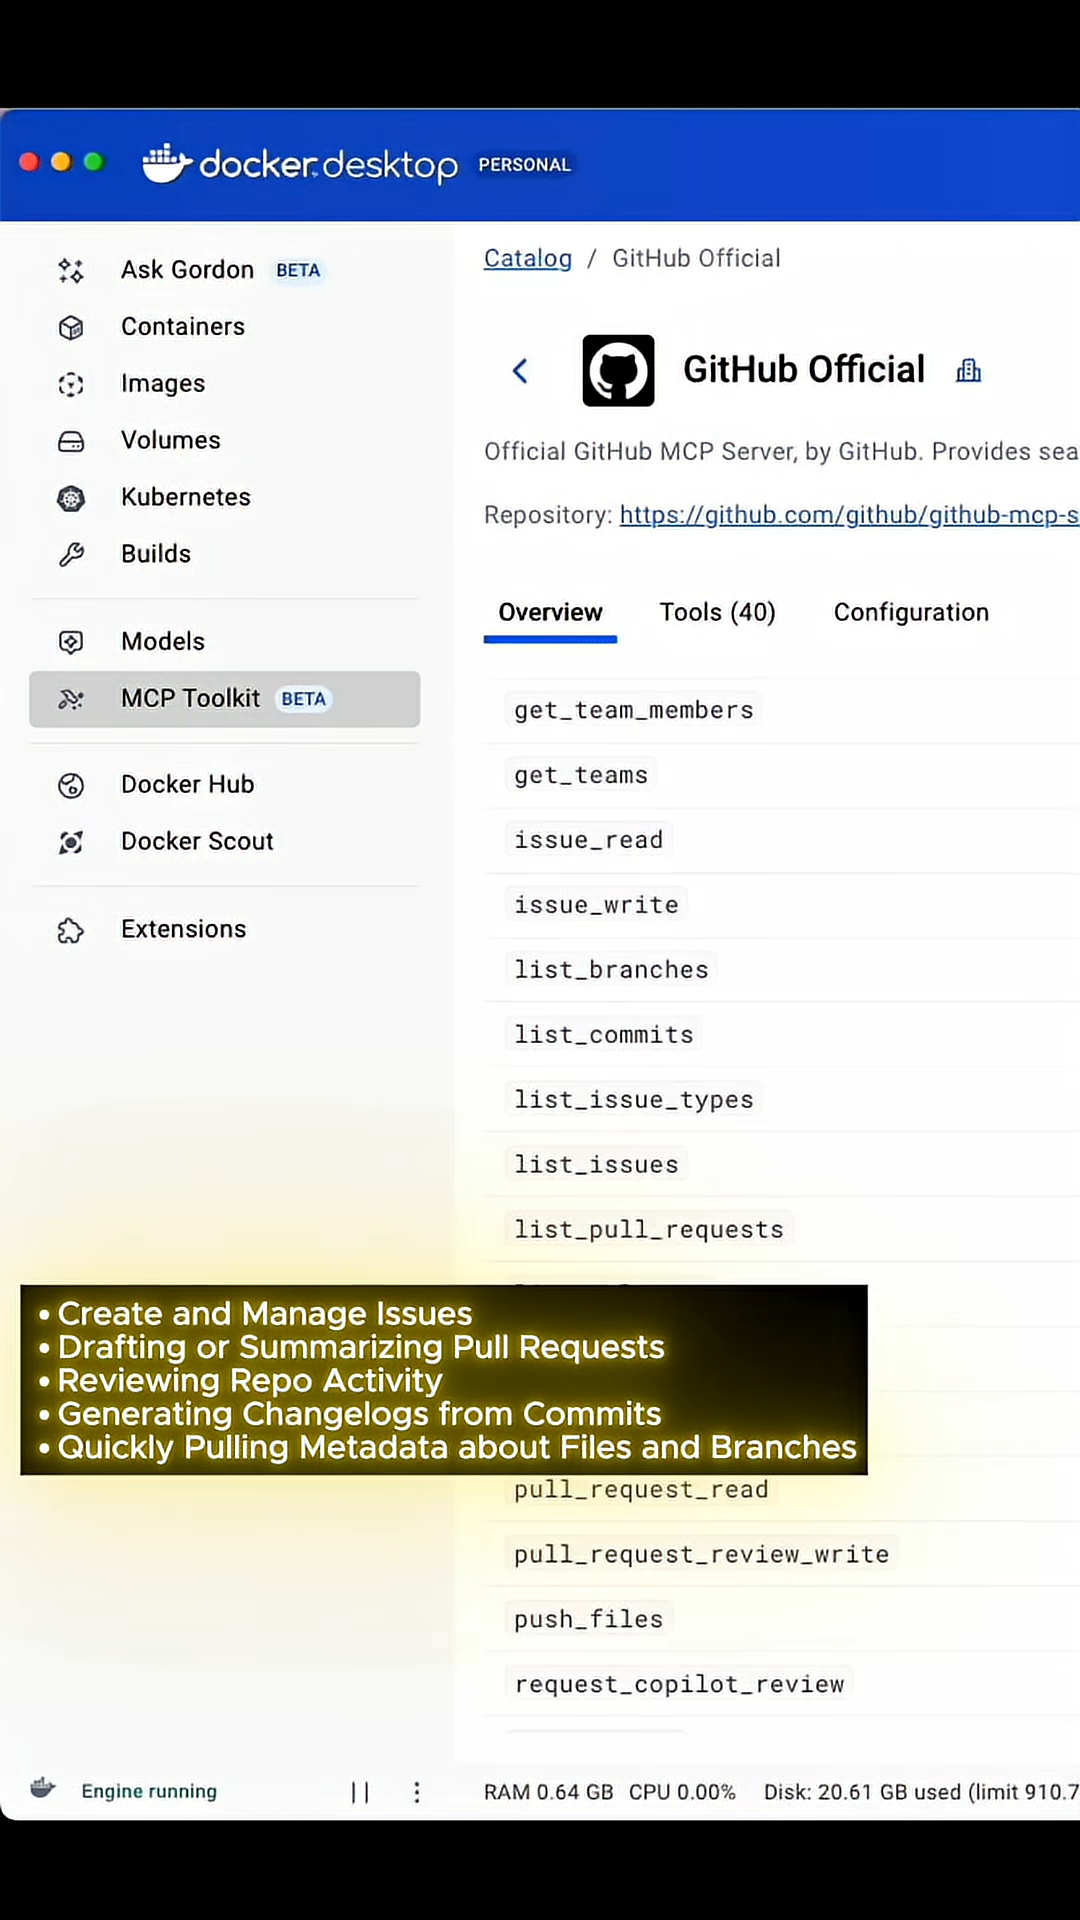 docker desktop PERSONAL
Ask Gordon BETA
Containers
Images
Volumes
Kubernetes
Builds
Models
MCP Toolkit BETA
Docker Hub
Docker Scout
Extensions
Catalog / GitHub Official
GitHub Official
Official GitHub MCP Server, by GitHub. Provides sea
Repository: https://github.com/github/github-mcp-s
Overview Tools (40) Configuration
get_team_members
get_teams
issue_read
issue_write
list_branches
list_commits
list_issue_types
list_issues
list_pull_requests
• Create and Manage Issues
• Drafting or Summarizing Pull Requests
• Reviewing Repo Activity
• Generating Changelogs from Commits
• Quickly Pulling Metadata about Files and Branches
pull_request_read
pull_request_review_write
push_files
request_copilot_review
Engine running
RAM 0.64 GB CPU 0.00% Disk: 20.61 GB used (limit 910.7